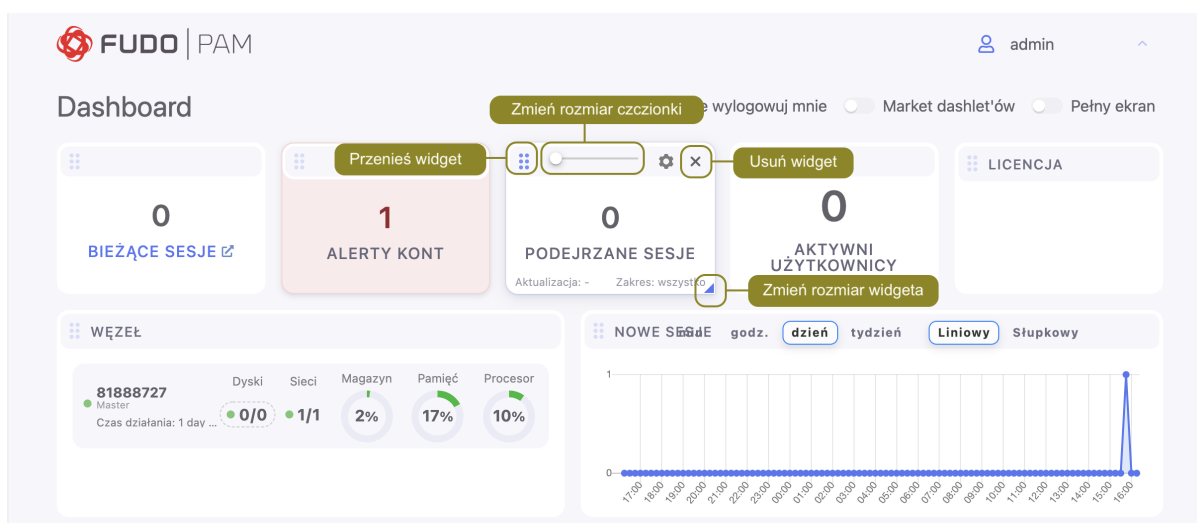 FUDO PAM
admin
Dashboard
Zmień rozmiar czcionki
wylogowuj mnie
Market dashlet'ów
Pełny ekran
Przenieś widget
Usuń widget
LICENCJA
0
BIEŻĄCE SESJE
1
ALERTY KONT
0
PODEJRZANE SESJE
Aktualizacja: -
Zakres: wszystko
0
AKTYWNI
UŻYTKOWNICY
Zmień rozmiar widgeta
WĘZEŁ
NOWE SESJE
godz.
dzień
tydzień
Liniowy
Słupkowy
81888727
Master
Czas działania: 1 day ...
Dyski
0/0
Sieci
1/1
Magazyn
2%
Pamięć
17%
Procesor
10%
1
0
17:00
18:00
19:00
20:00
21:00
22:00
23:00
00:00
01:00
02:00
03:00
04:00
05:00
06:00
07:00
08:00
09:00
10:00
11:00
12:00
13:00
14:00
15:00
16:00